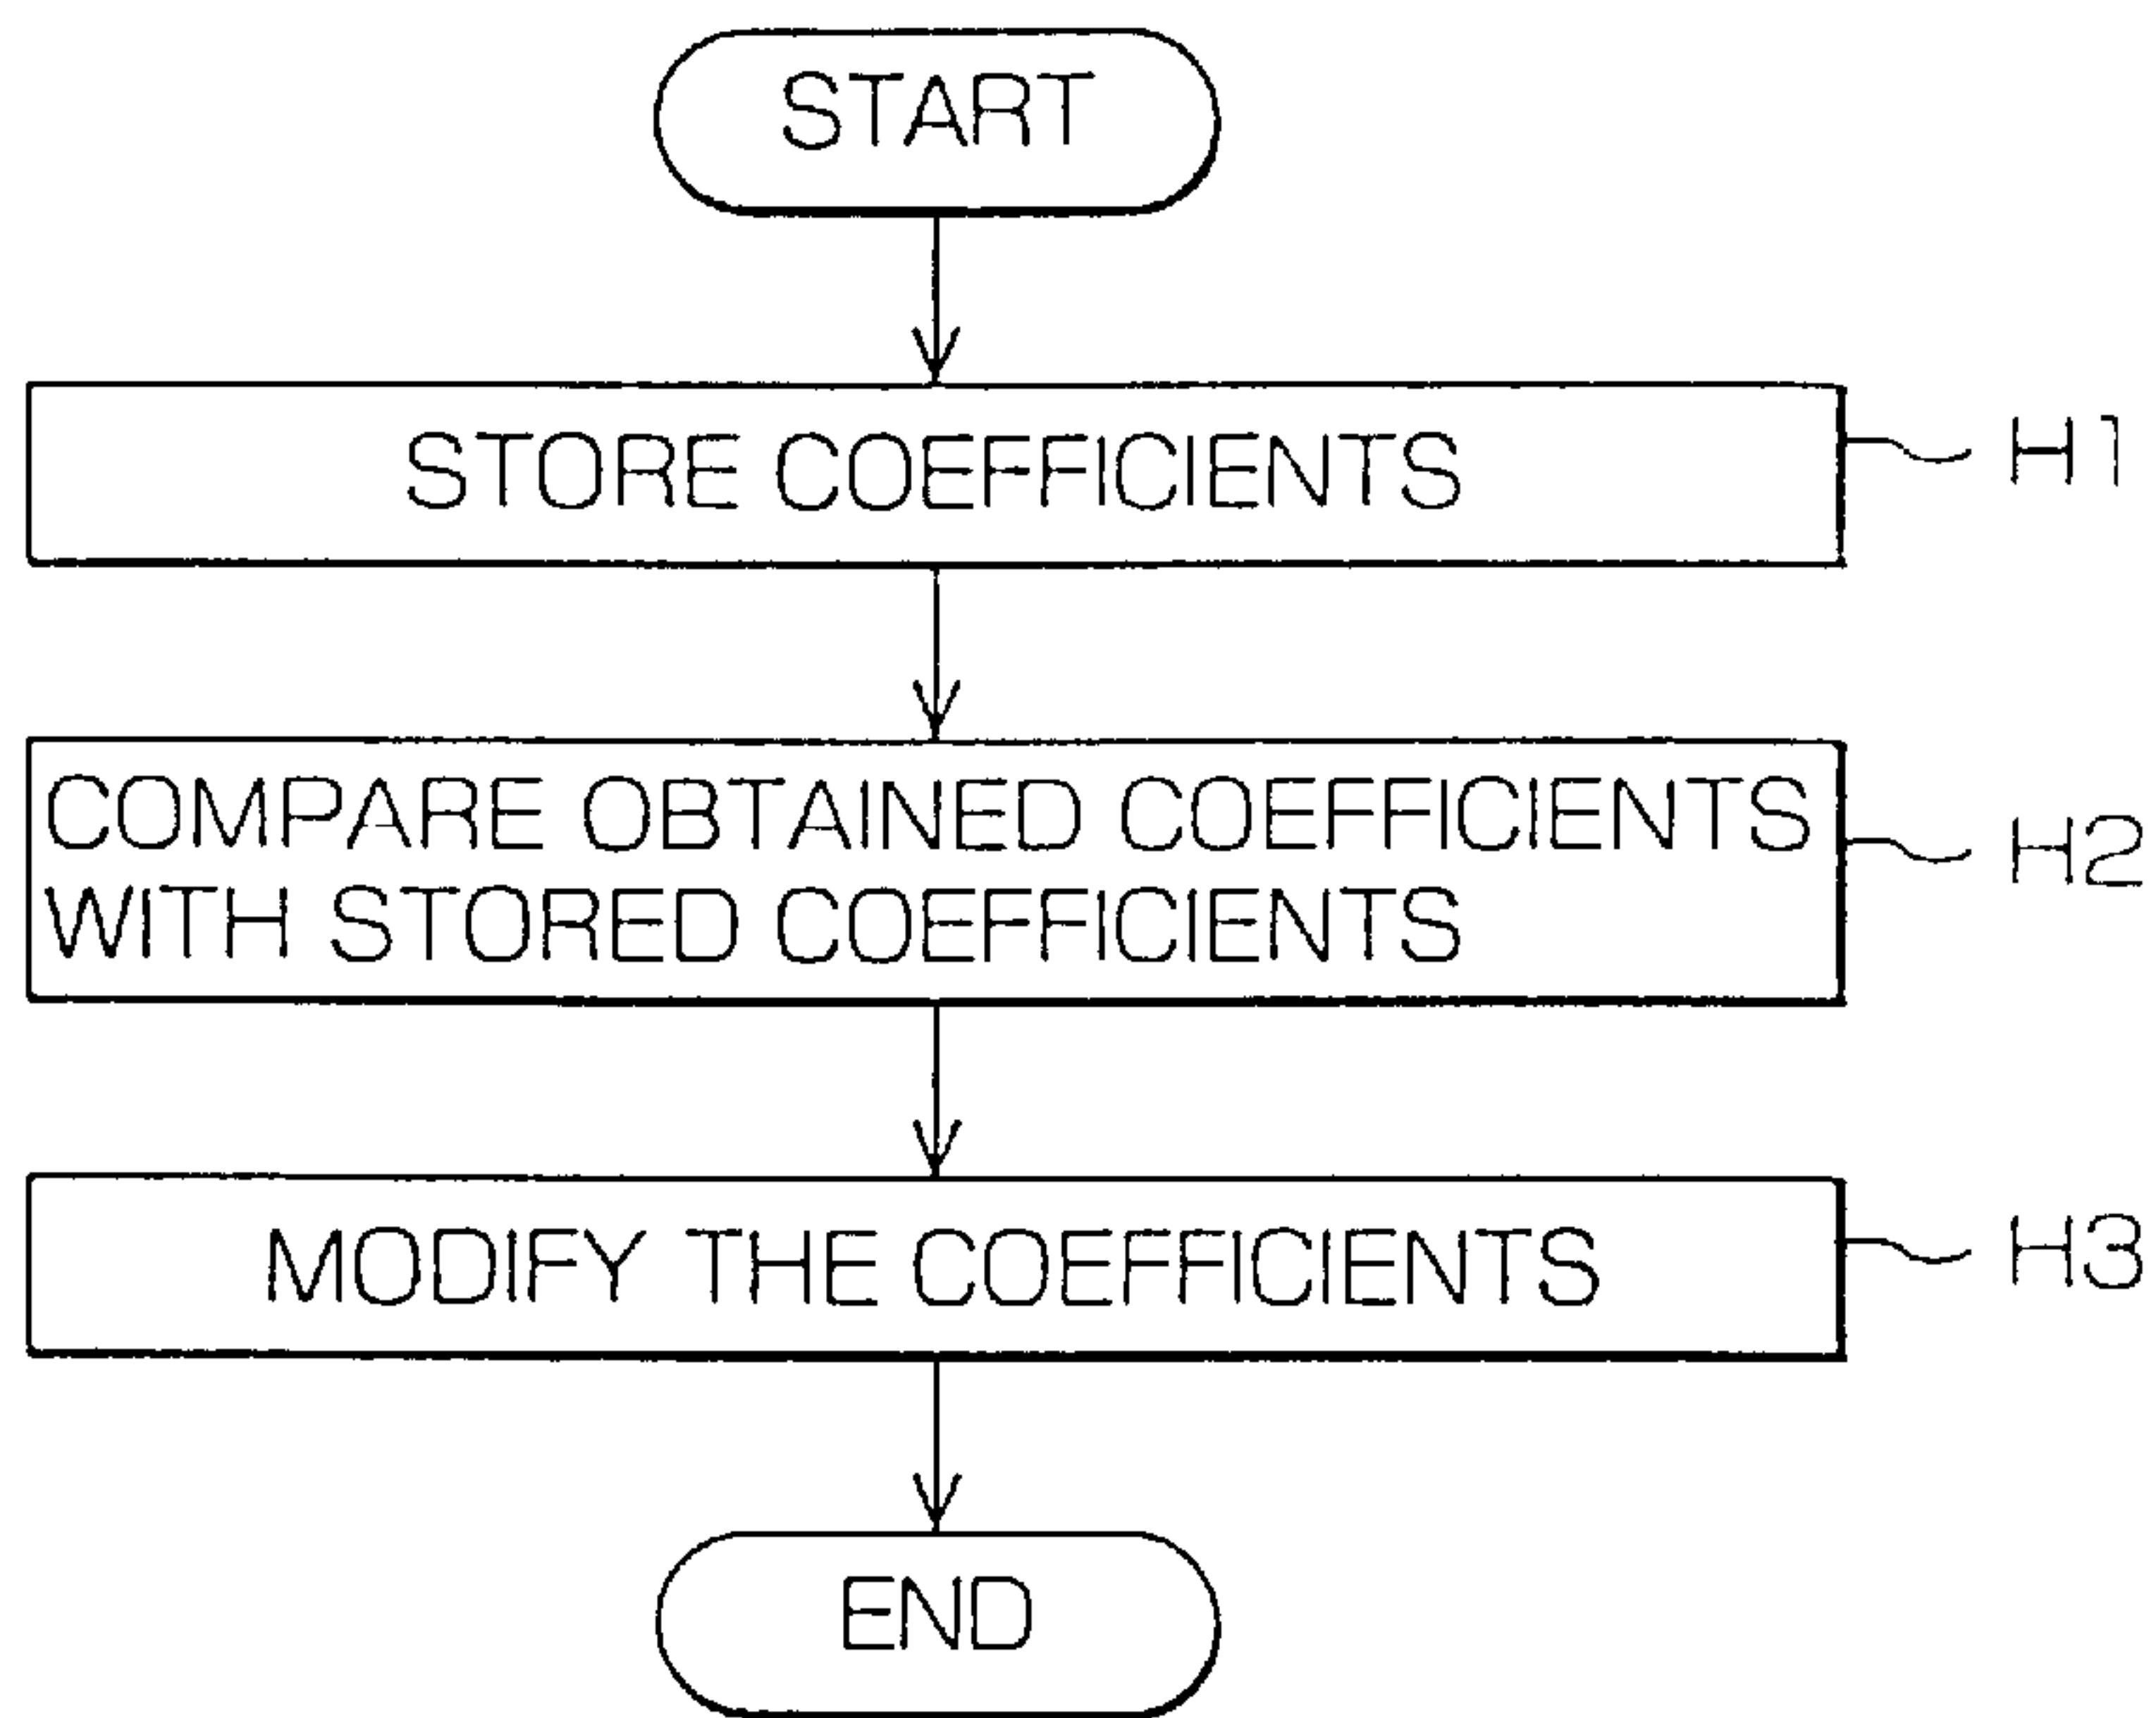 START
STORE COEFFICIENTS
H1
COMPARE OBTAINED COEFFICIENTS
WITH STORED COEFFICIENTS
H2
MODIFY THE COEFFICIENTS
H3
END